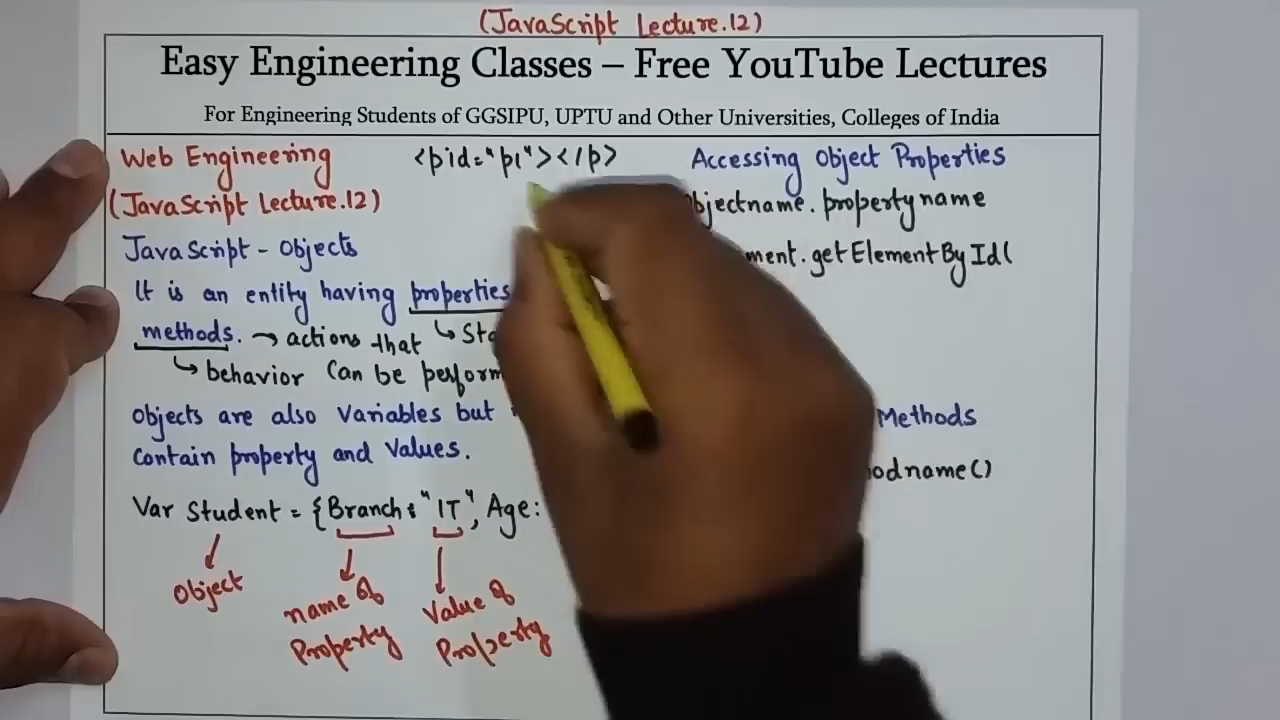 (JavaScript Lecture.12)
Easy Engineering Classes – Free YouTube Lectures
For Engineering Students of GGSIPU, UPTU and Other Universities, Colleges of India
Web Engineering
(JavaScript Lecture.12)
JavaScript - Objects
It is an entity having properties
methods. → actions that
↳ behavior can be perform
Objects are also variables but
contain property and values.
Var Student = {Branch: "IT", Age:
Object
name of
Property
Value of
Property
<pid="p1"></p>
Accessing Object Properties
bjectname.propertyname
ment.getElementById(
Methods
odname()